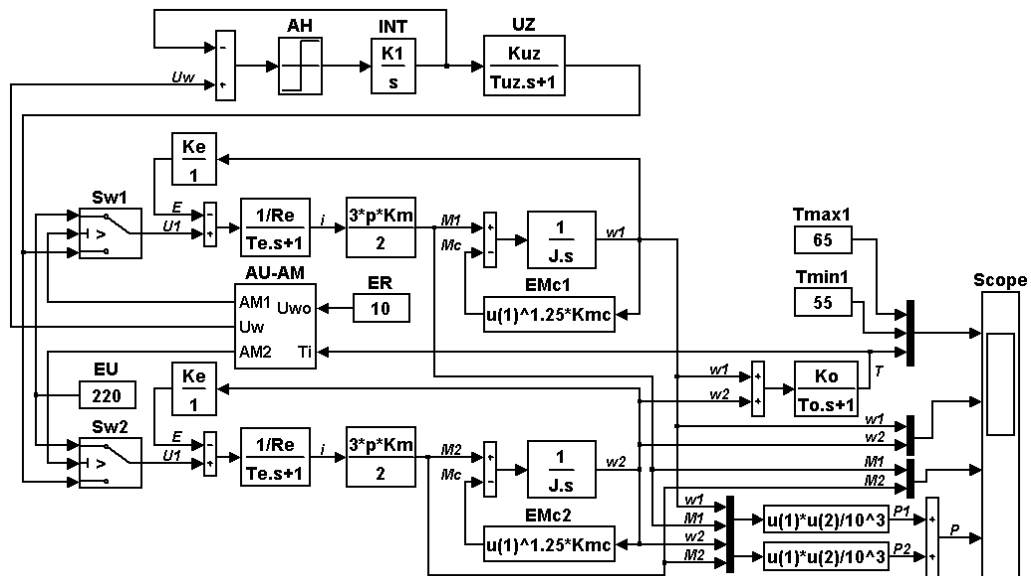 AH
INT
UZ
-
+
Uw
K1
s
Kuz
Tuz.s+1
Ke
1
Sw1
>
E
U1
-
+
1/Re
Te.s+1
i
3*p*Km
2
M1
Mc
+
-
1
J.s
w1
EMc1
u(1)^1.25*Kmc
AU-AM
AM1
Uw
AM2
Uwo
Ti
ER
10
Tmax1
65
Tmin1
55
Scope
EU
220
Ke
1
w1
w2
+
+
Ko
To.s+1
T
Sw2
>
E
U1
-
+
1/Re
Te.s+1
i
3*p*Km
2
M2
Mc
+
-
1
J.s
w2
EMc2
u(1)^1.25*Kmc
w1
w2
M1
M2
w1
M1
w2
M2
u(1)*u(2)/10^3
P1
u(1)*u(2)/10^3
P2
+
+
P